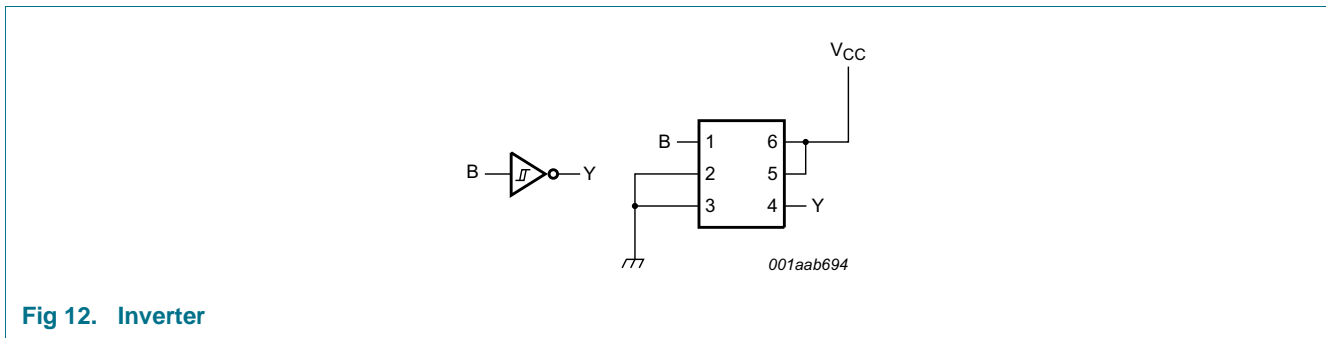 VCC
B 1 6
B Y 2 5
3 4 Y
001aab694
Fig 12. Inverter